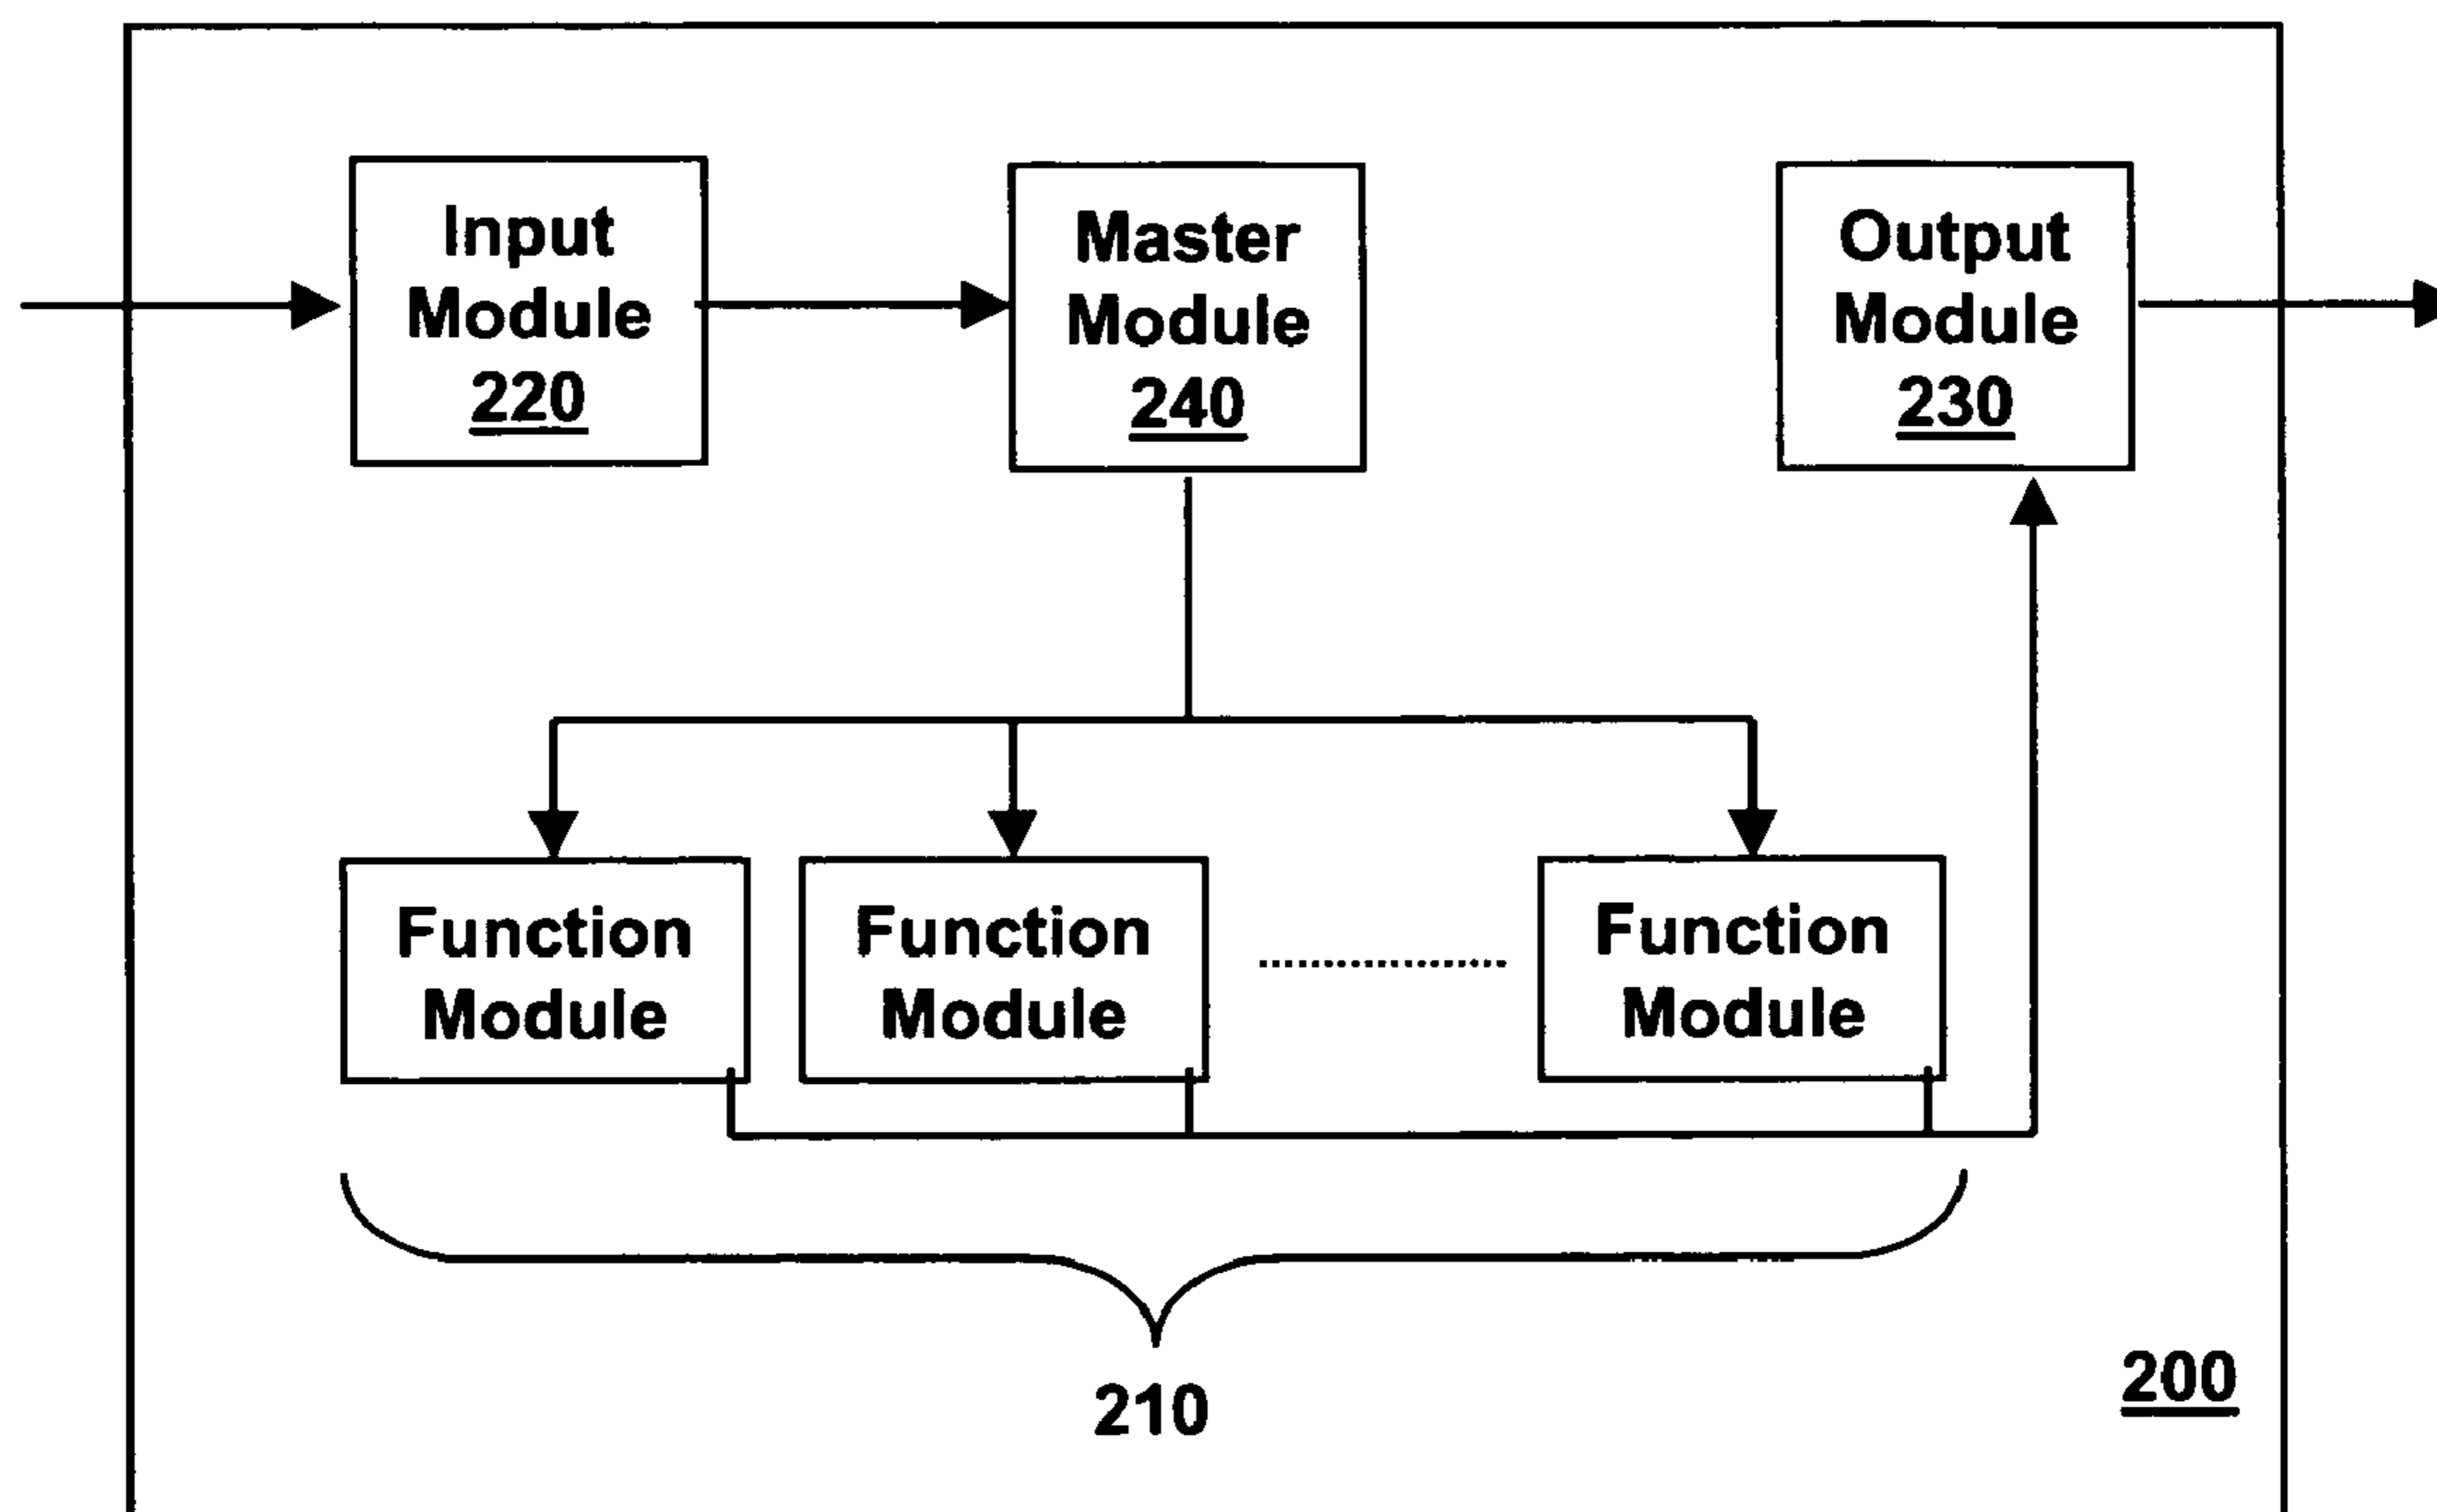 Input
Module
220
Master
Module
240
Output
Module
230
Function
Module
Function
Module
Function
Module
210
200